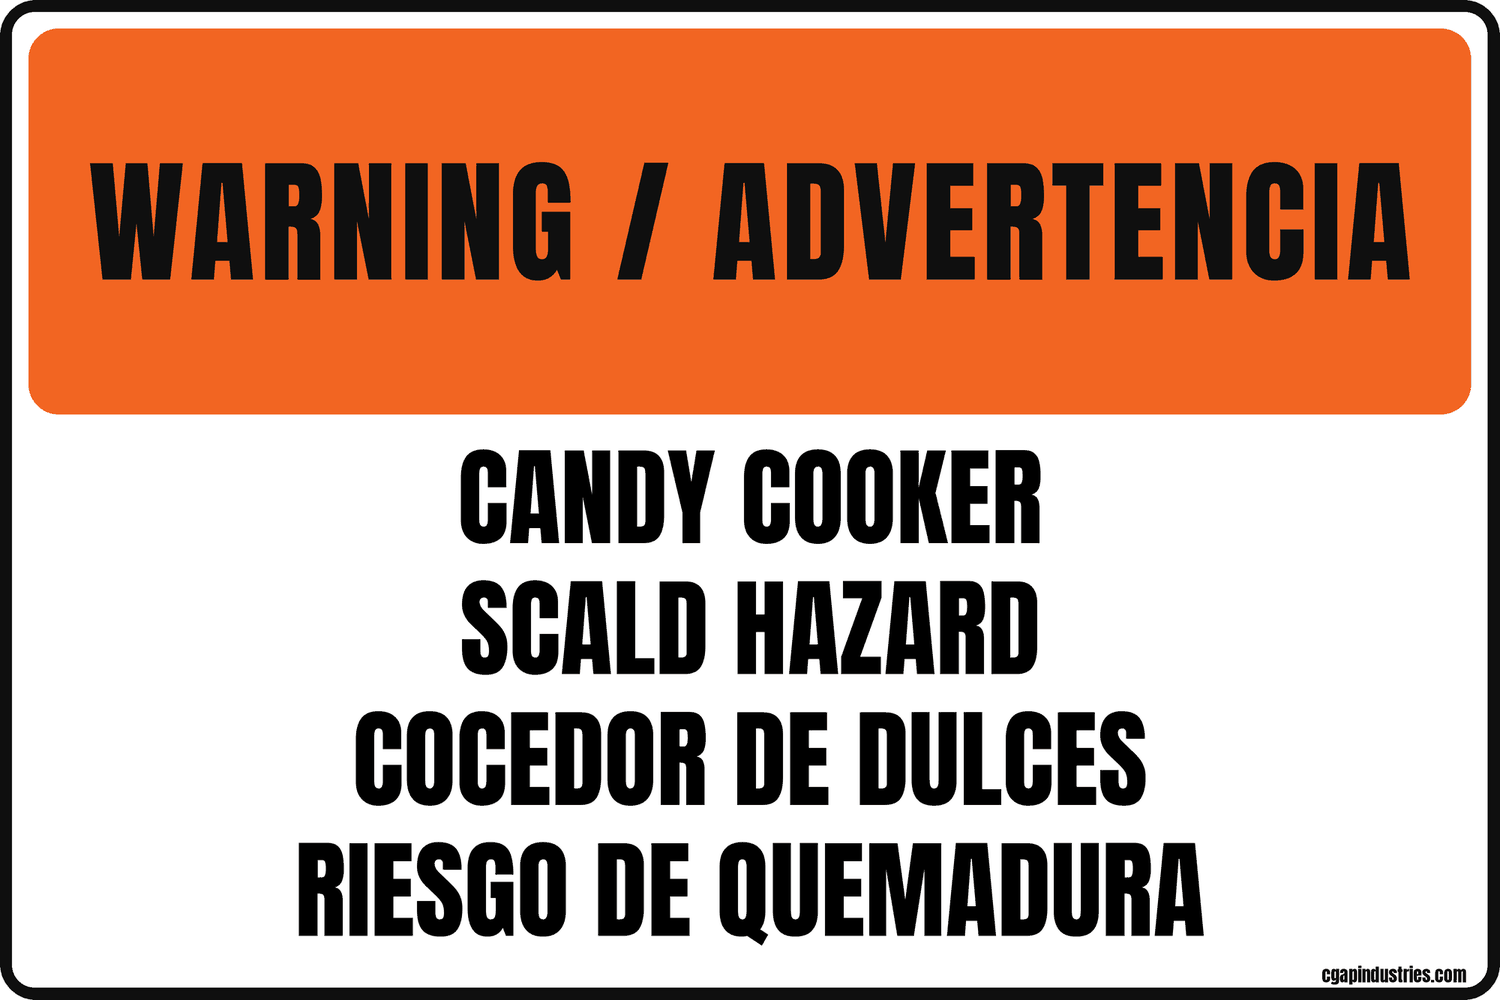 WARNING / ADVERTENCIA
CANDY COOKER
SCALD HAZARD
COCEDOR DE DULCES
RIESGO DE QUEMADURA
cgapindustries.com